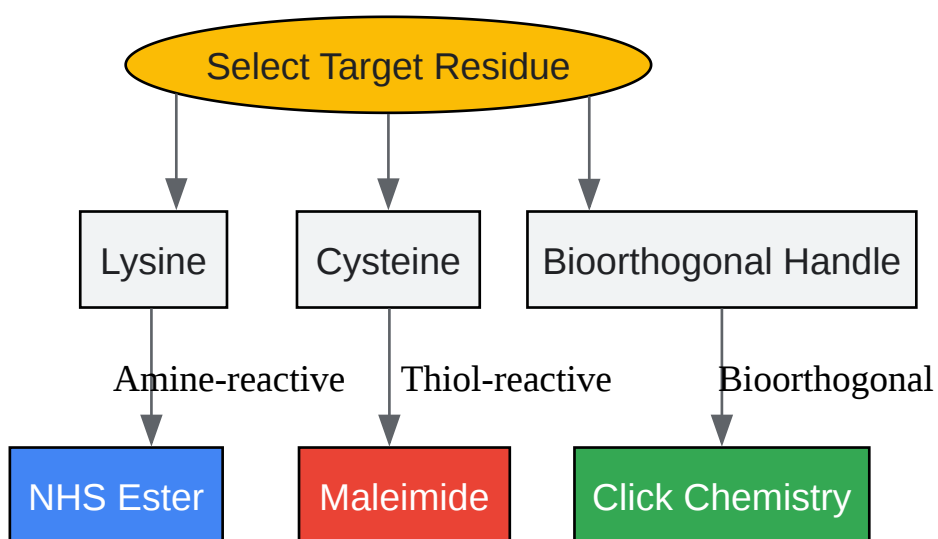 Select Target Residue
Lysine
Cysteine
Bioorthogonal Handle
Amine-reactive
Thiol-reactive
Bioorthogonal
NHS Ester
Maleimide
Click Chemistry